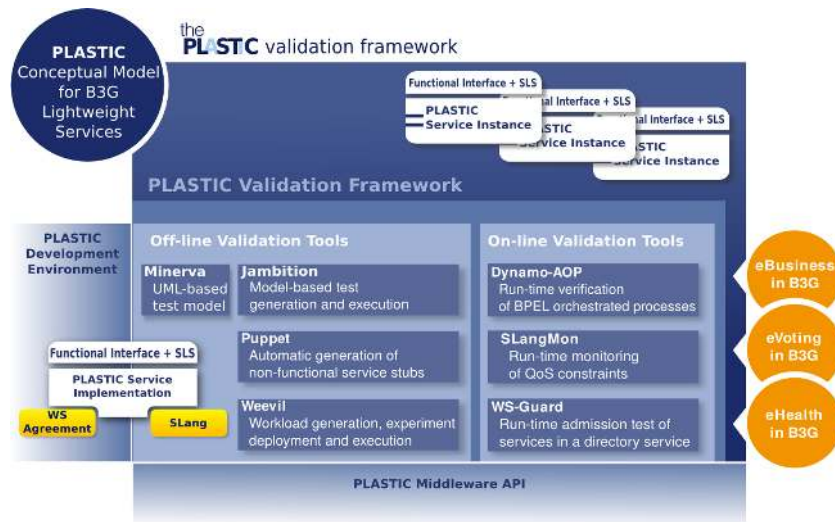 PLASTIC
Conceptual Model
for B3G
Lightweight
Services
the
PLASTIC validation framework
Functional Interface + SLS
PLASTIC
Service Instance
Functional Interface + SLS
PLASTIC
Service Instance
Functional Interface + SLS
PLASTIC
Service Instance
PLASTIC Validation Framework
PLASTIC
Development
Environment
Off-line Validation Tools
Minerva
UML-based
test model
Jambition
Model-based test
generation and execution
Puppet
Automatic generation of
non-functional service stubs
Weevil
Workload generation, experiment
deployment and execution
On-line Validation Tools
Dynamo-AOP
Run-time verification
of BPEL orchestrated processes
SLangMon
Run-time monitoring
of QoS constraints
WS-Guard
Run-time admission test of
services in a directory service
eBusiness
in B3G
eVoting
in B3G
eHealth
in B3G
Functional Interface + SLS
PLASTIC Service
Implementation
WS
Agreement
SLang
PLASTIC Middleware API